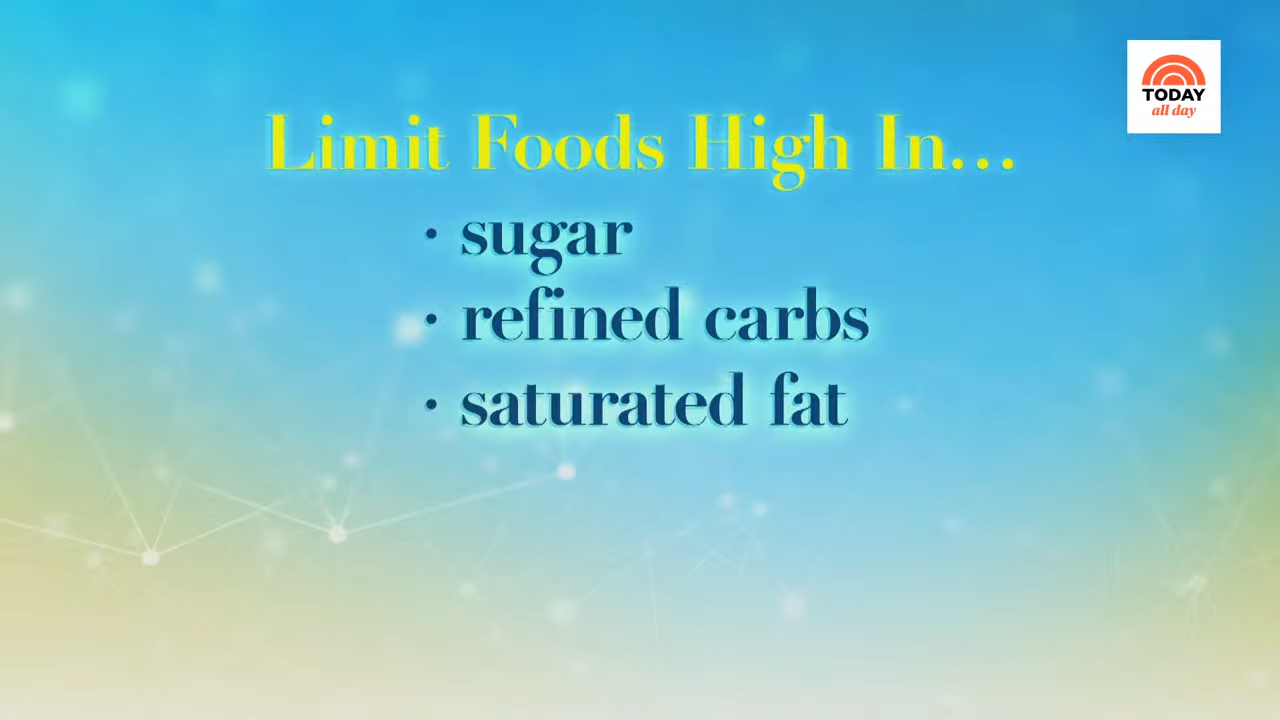 Limit Foods High In...
• sugar
• refined carbs
• saturated fat
TODAY
all day